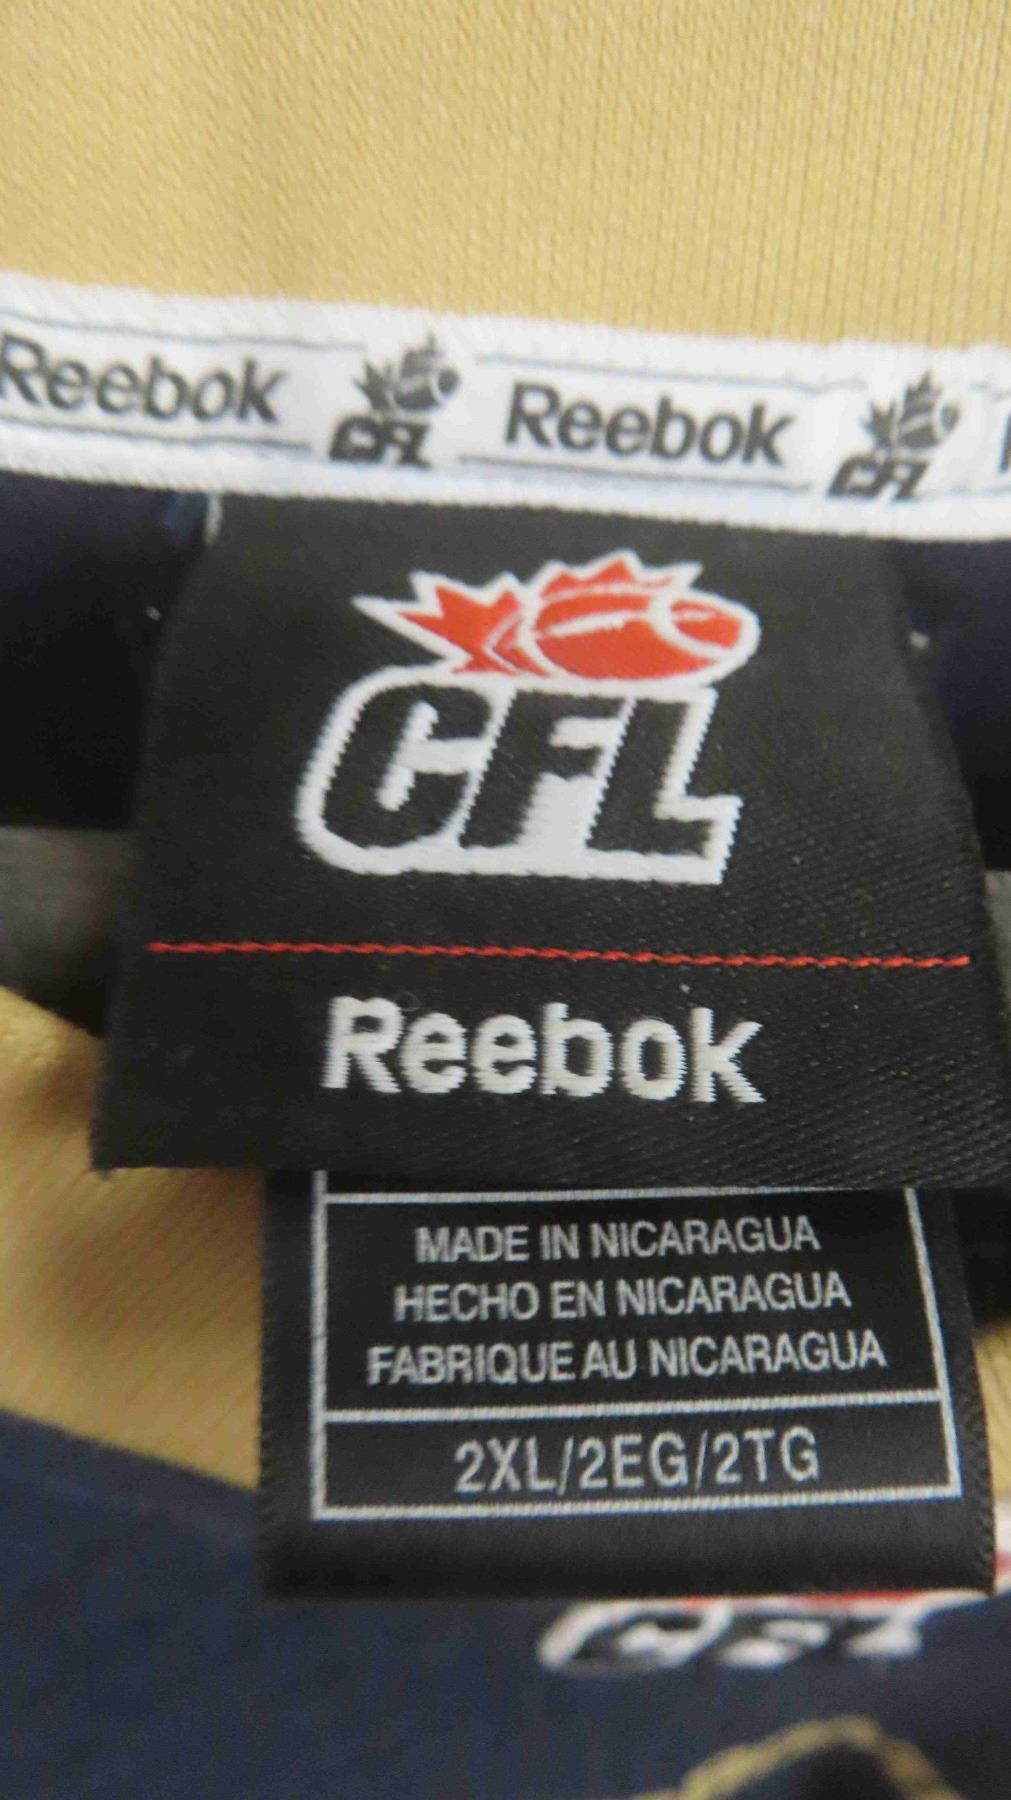 Reebok CFL Reebok CFL
CFL
Reebok
MADE IN NICARAGUA
HECHO EN NICARAGUA
FABRIQUE AU NICARAGUA
2XL/2EG/2TG